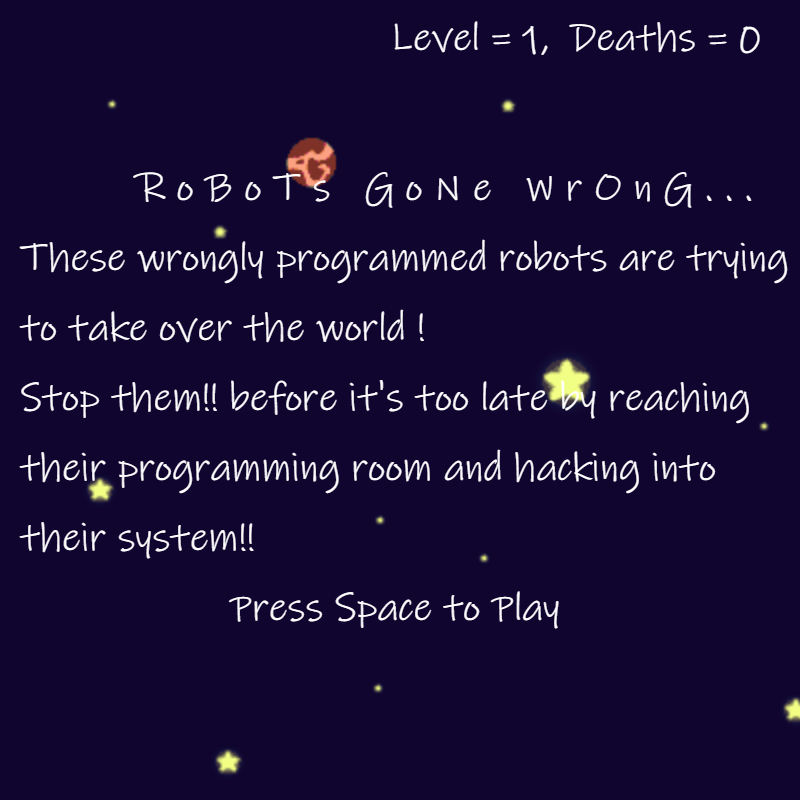 Level = 1, Deaths = 0
RoBoTs GoNe WrOnG...
These wrongly programmed robots are trying
to take over the world !
Stop them!! before it's too late by reaching
their programming room and hacking into
their system!!
Press Space to Play